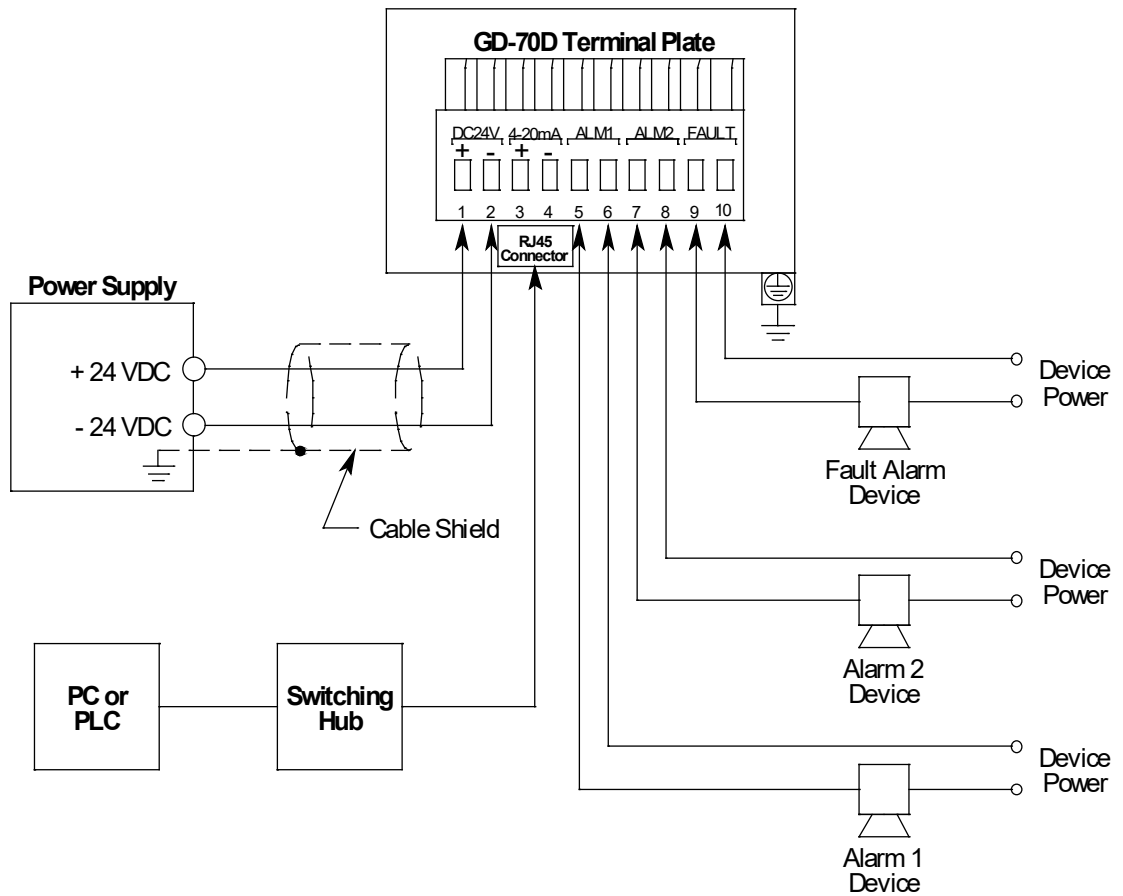 GD-70D Terminal Plate
DC24V 4-20mA ALM1 ALM2 FAULT
+ - + -
1 2 3 4 5 6 7 8 9 10
RJ45
Connector
Power Supply
+ 24 VDC
- 24 VDC
Cable Shield
Device
Power
Fault Alarm
Device
Device
Power
Alarm 2
Device
PC or
PLC
Switching
Hub
Device
Power
Alarm 1
Device